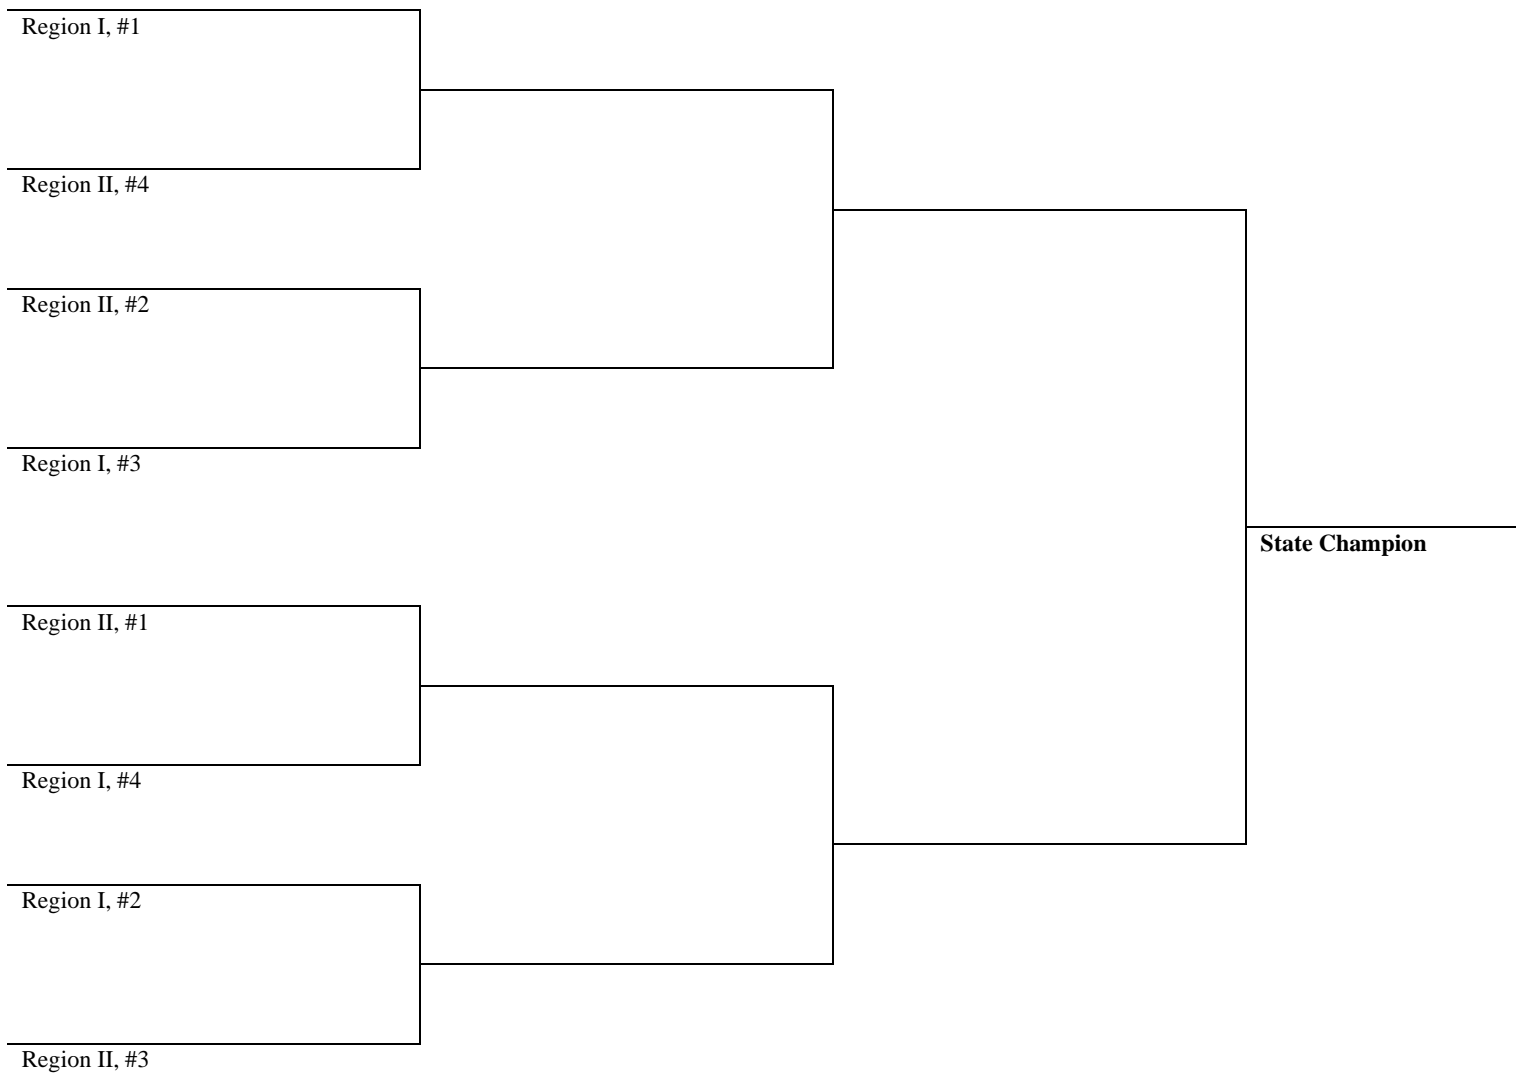 Region I, #1
Region II, #4
Region II, #2
Region I, #3
State Champion
Region II, #1
Region I, #4
Region I, #2
Region II, #3